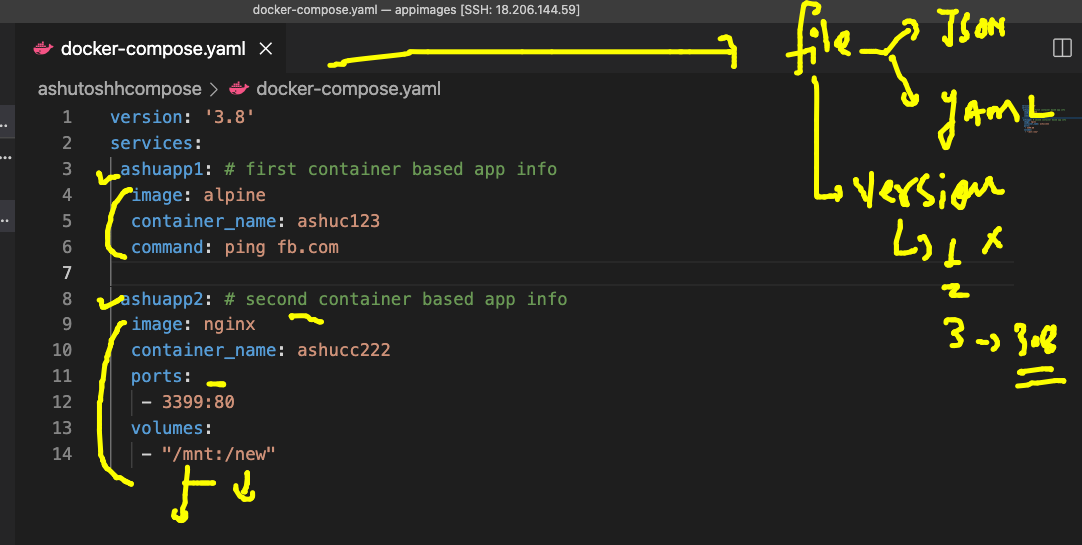 docker-compose.yaml — appimages [SSH: 18.206.144.59]
docker-compose.yaml ×
ashutoshhcompose > docker-compose.yaml
1 version: '3.8'
2 services:
3 ashuapp1: # first container based app info
4 image: alpine
5 container_name: ashuc123
6 command: ping fb.com
7
8 ashuapp2: # second container based app info
9 image: nginx
10 container_name: ashucc222
11 ports:
12 - 3399:80
13 volumes:
14 - "/mnt:/new"
file
Json
YAML
Version
1 x
2
3 → 3.8